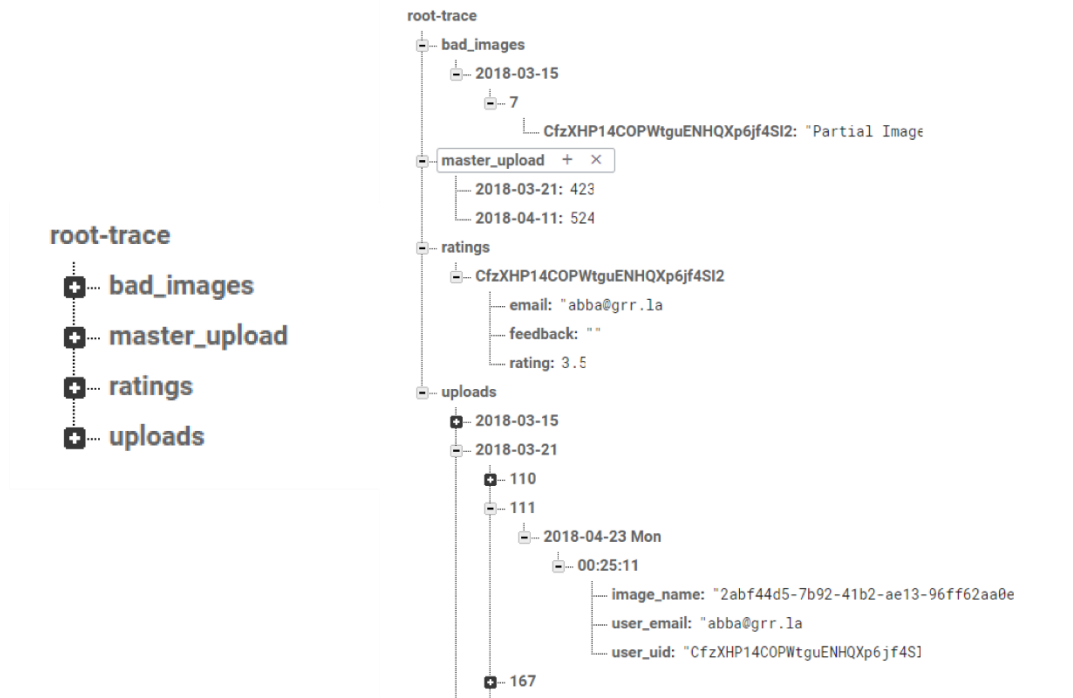 root-trace
bad_images
master_upload
ratings
uploads
root-trace
bad_images
2018-03-15
7
CfzXHP14COPWtguENHQXp6jf4SI2: "Partial Image
master_upload + ×
2018-03-21: 423
2018-04-11: 524
ratings
CfzXHP14COPWtguENHQXp6jf4SI2
email: "abba@grr.la
feedback: ""
rating: 3.5
uploads
2018-03-15
2018-03-21
110
111
2018-04-23 Mon
00:25:11
image_name: "2abf44d5-7b92-41b2-ae13-96ff62aa0e
user_email: "abba@grr.la
user_uid: "CfzXHP14COPWtguENHQXp6jf4SI
167